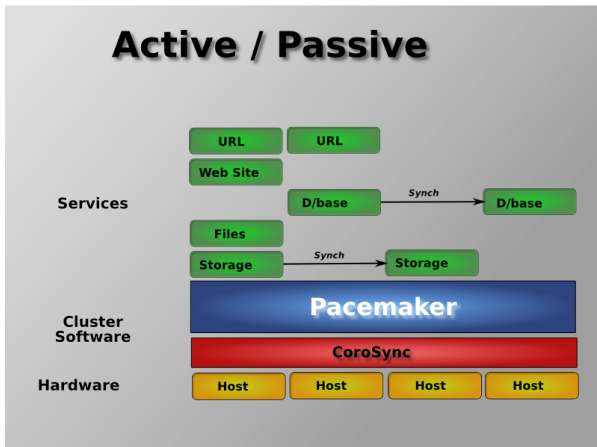 Active / Passive
URL URL
Web Site
Services
D/base Synch D/base
Files
Storage Synch Storage
Pacemaker
Cluster
Software
CoroSync
Hardware
Host Host Host Host